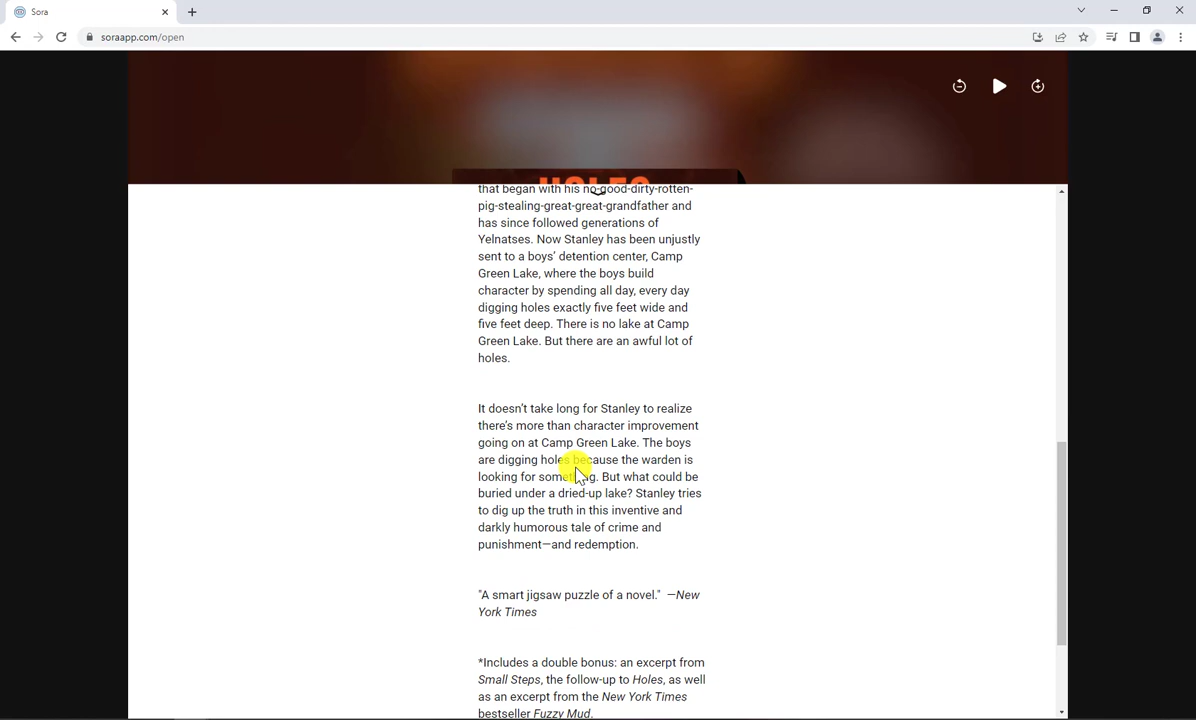 Sora
soraapp.com/open
HOLES
that began with his no-good-dirty-rotten-
pig-stealing-great-great-grandfather and
has since followed generations of
Yelnatses. Now Stanley has been unjustly
sent to a boys’ detention center, Camp
Green Lake, where the boys build
character by spending all day, every day
digging holes exactly five feet wide and
five feet deep. There is no lake at Camp
Green Lake. But there are an awful lot of
holes.
It doesn’t take long for Stanley to realize
there’s more than character improvement
going on at Camp Green Lake. The boys
are digging holes because the warden is
looking for something. But what could be
buried under a dried-up lake? Stanley tries
to dig up the truth in this inventive and
darkly humorous tale of crime and
punishment—and redemption.
"A smart jigsaw puzzle of a novel." —New
York Times
*Includes a double bonus: an excerpt from
Small Steps, the follow-up to Holes, as well
as an excerpt from the New York Times
bestseller Fuzzy Mud.